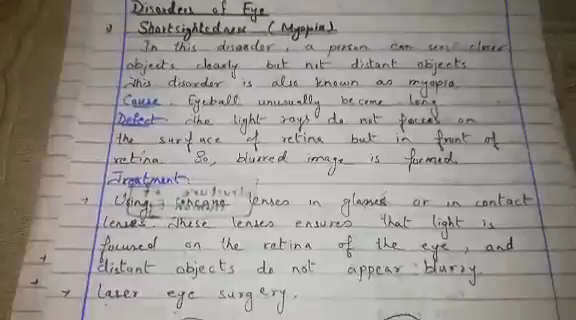 Disorders of Eye
Shortsightedness (Myopia)
In this disorder, a person can see closer
objects clearly but not distant objects
This disorder is also known as myopia
Cause. Eyeball unusually become long
Defect. The light rays do not focus on
the surface of retina but in front of
retina. So, blurred image is formed
Treatment.
→ Using concave lenses in glasses or in contact
lenses. These lenses ensures that light is
focused on the retina of the eye, and
distant objects do not appear blurry
→ Laser eye surgery.